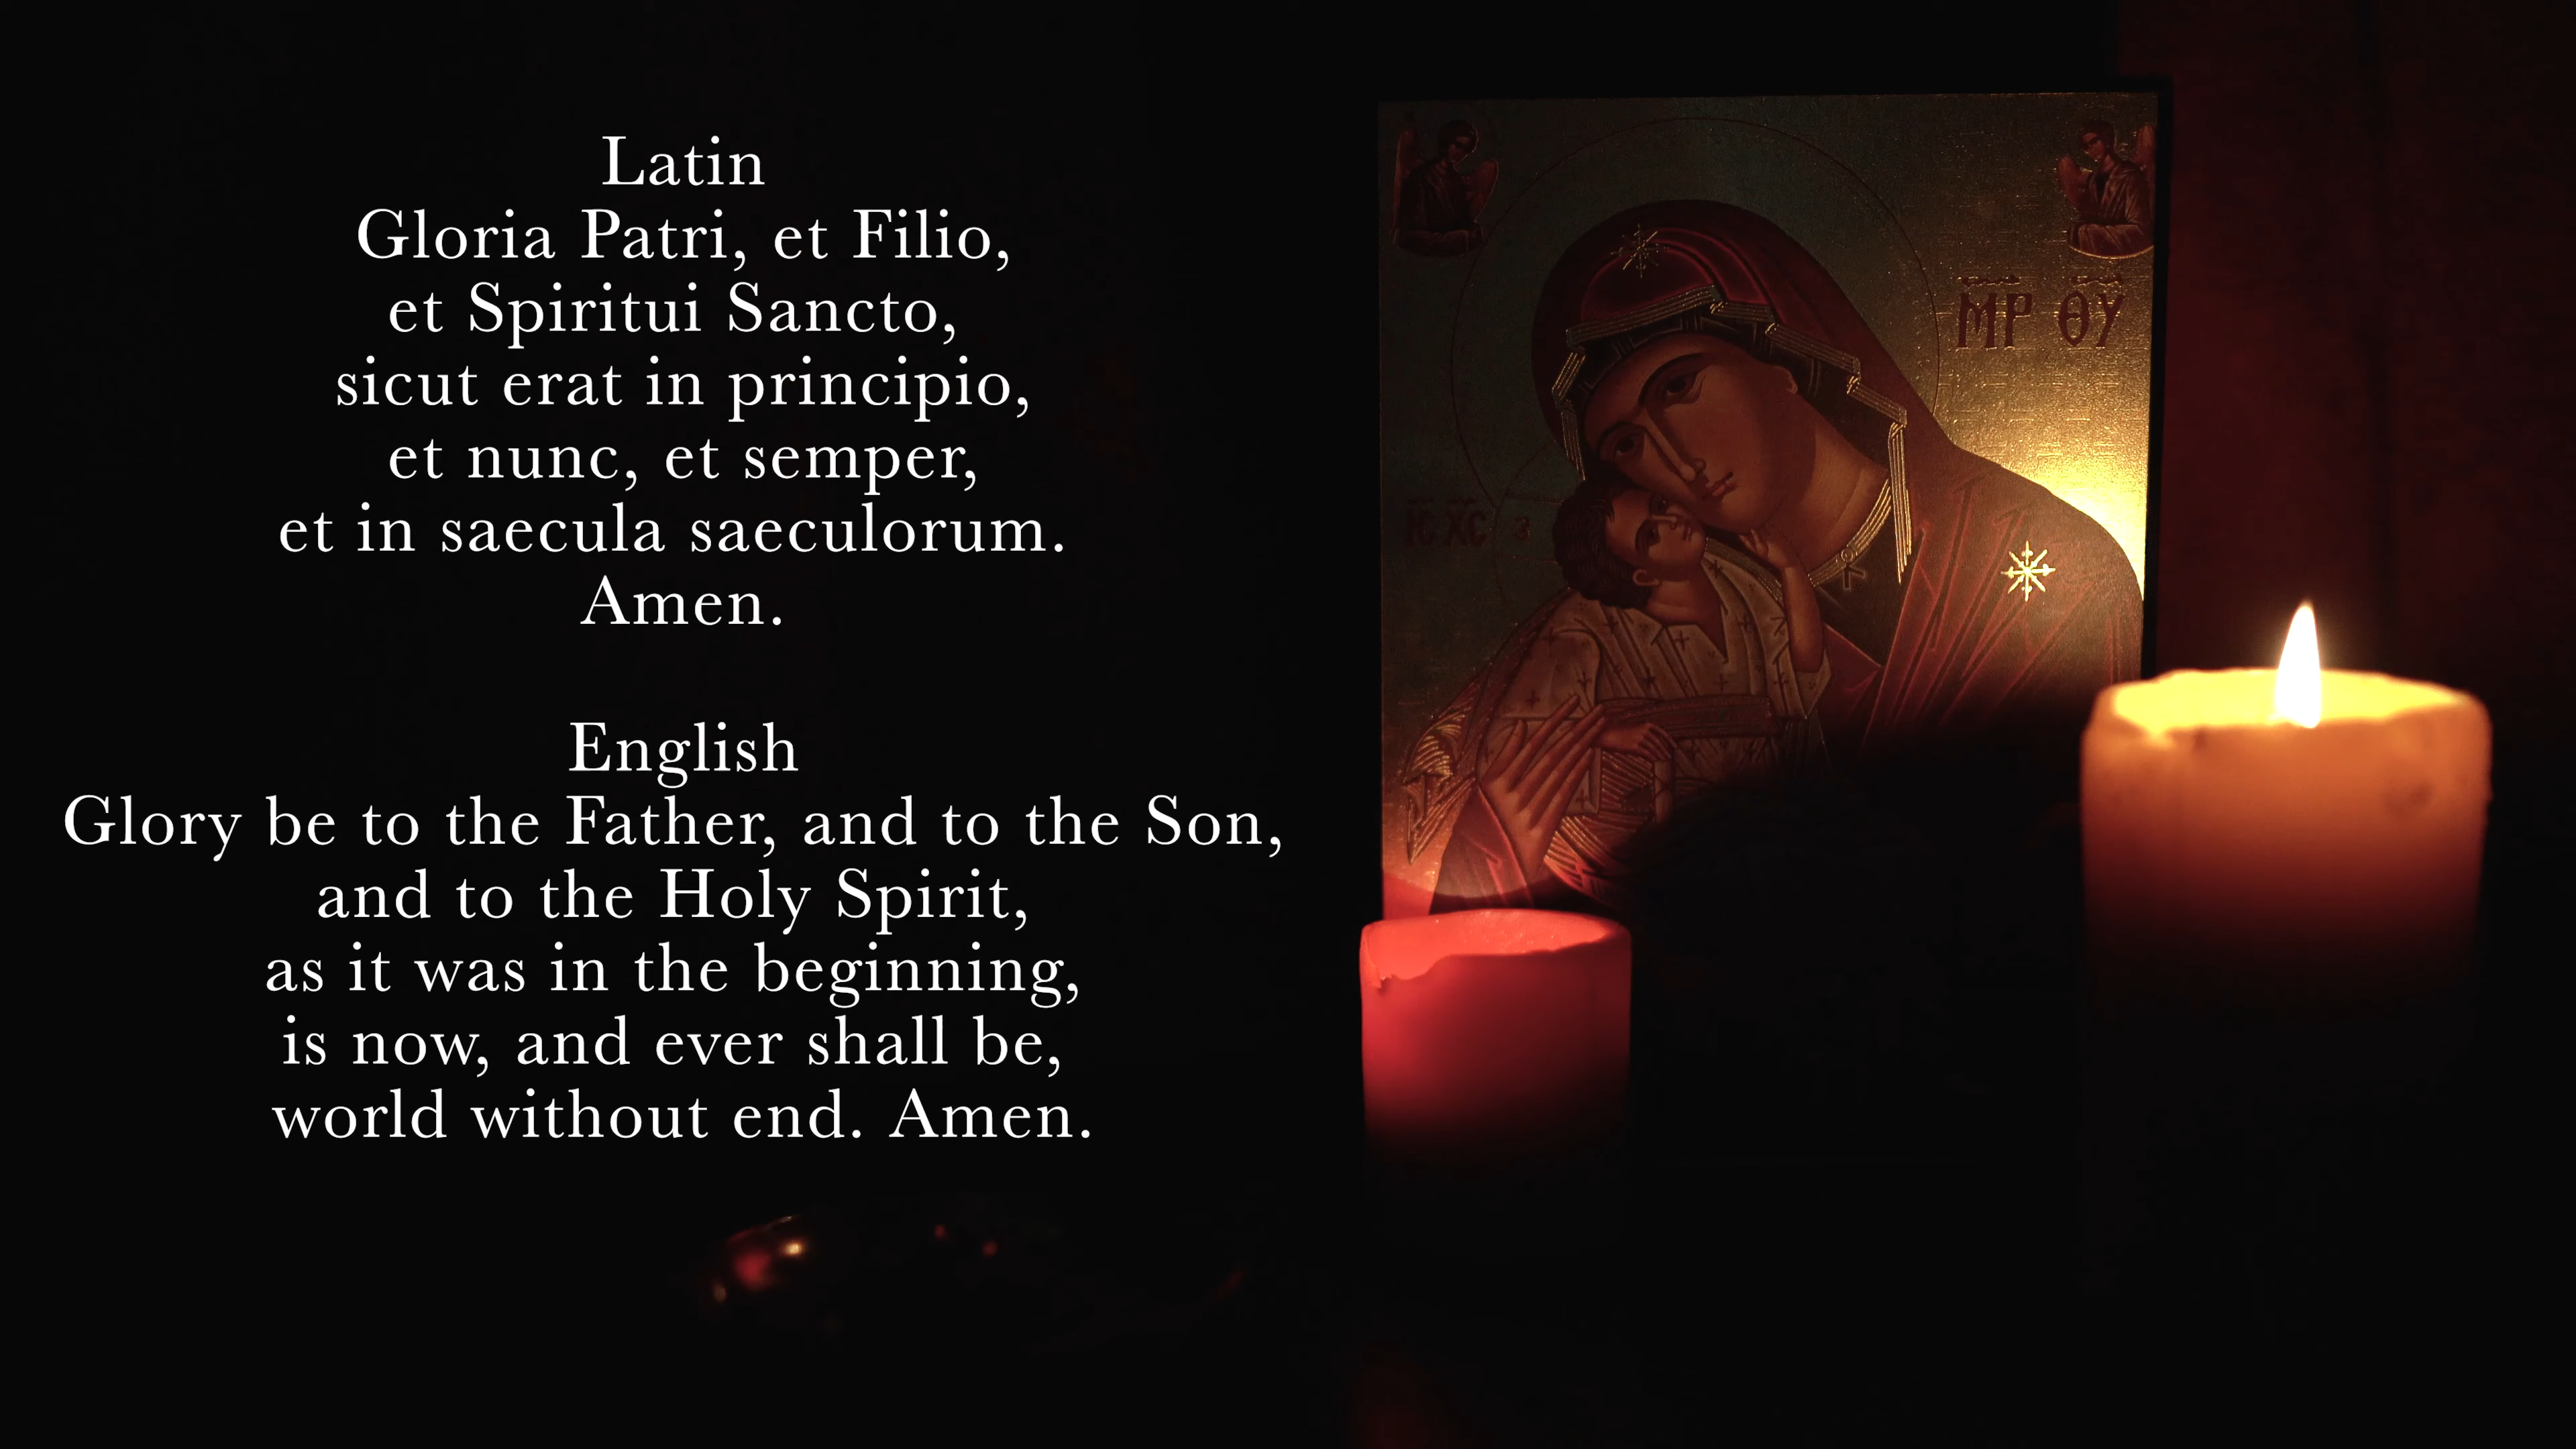 Latin
Gloria Patri, et Filio,
et Spiritui Sancto,
sicut erat in principio,
et nunc, et semper,
et in saecula saeculorum.
Amen.
English
Glory be to the Father, and to the Son,
and to the Holy Spirit,
as it was in the beginning,
is now, and ever shall be,
world without end. Amen.
ΜΡ ΘΥ
IC XC